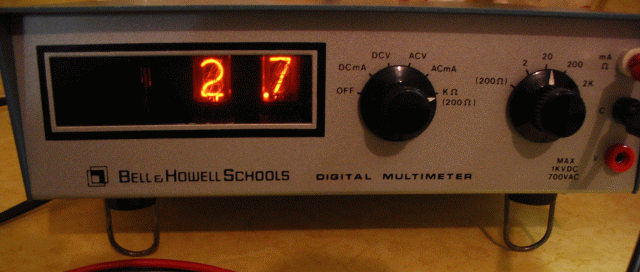 2 .7
OFF DCmA DCV ACV ACmA KΩ (200Ω)
(200Ω) 2 20 200 2K
mA Ω
C
V
MAX 1KVDC 700VAC
BELL & HOWELL SCHOOLS DIGITAL MULTIMETER